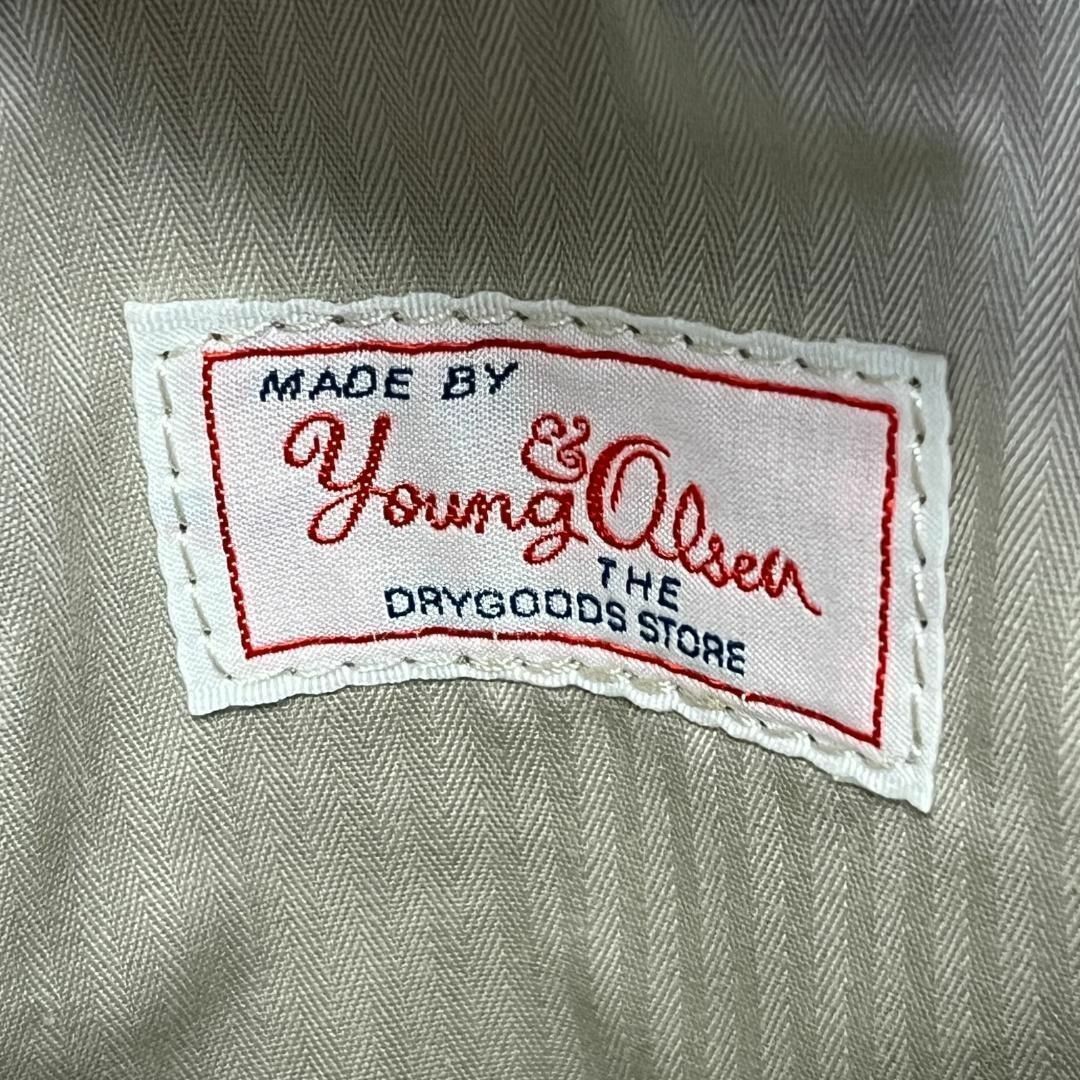 MADE BY
Young & Olsen
THE
DRYGOODS STORE